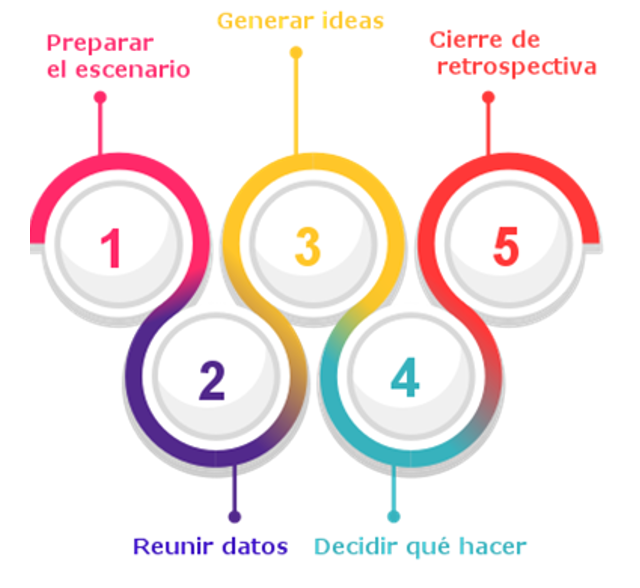 Preparar
el escenario
Generar ideas
Cierre de
retrospectiva
1
3
5
2
4
Reunir datos
Decidir qué hacer